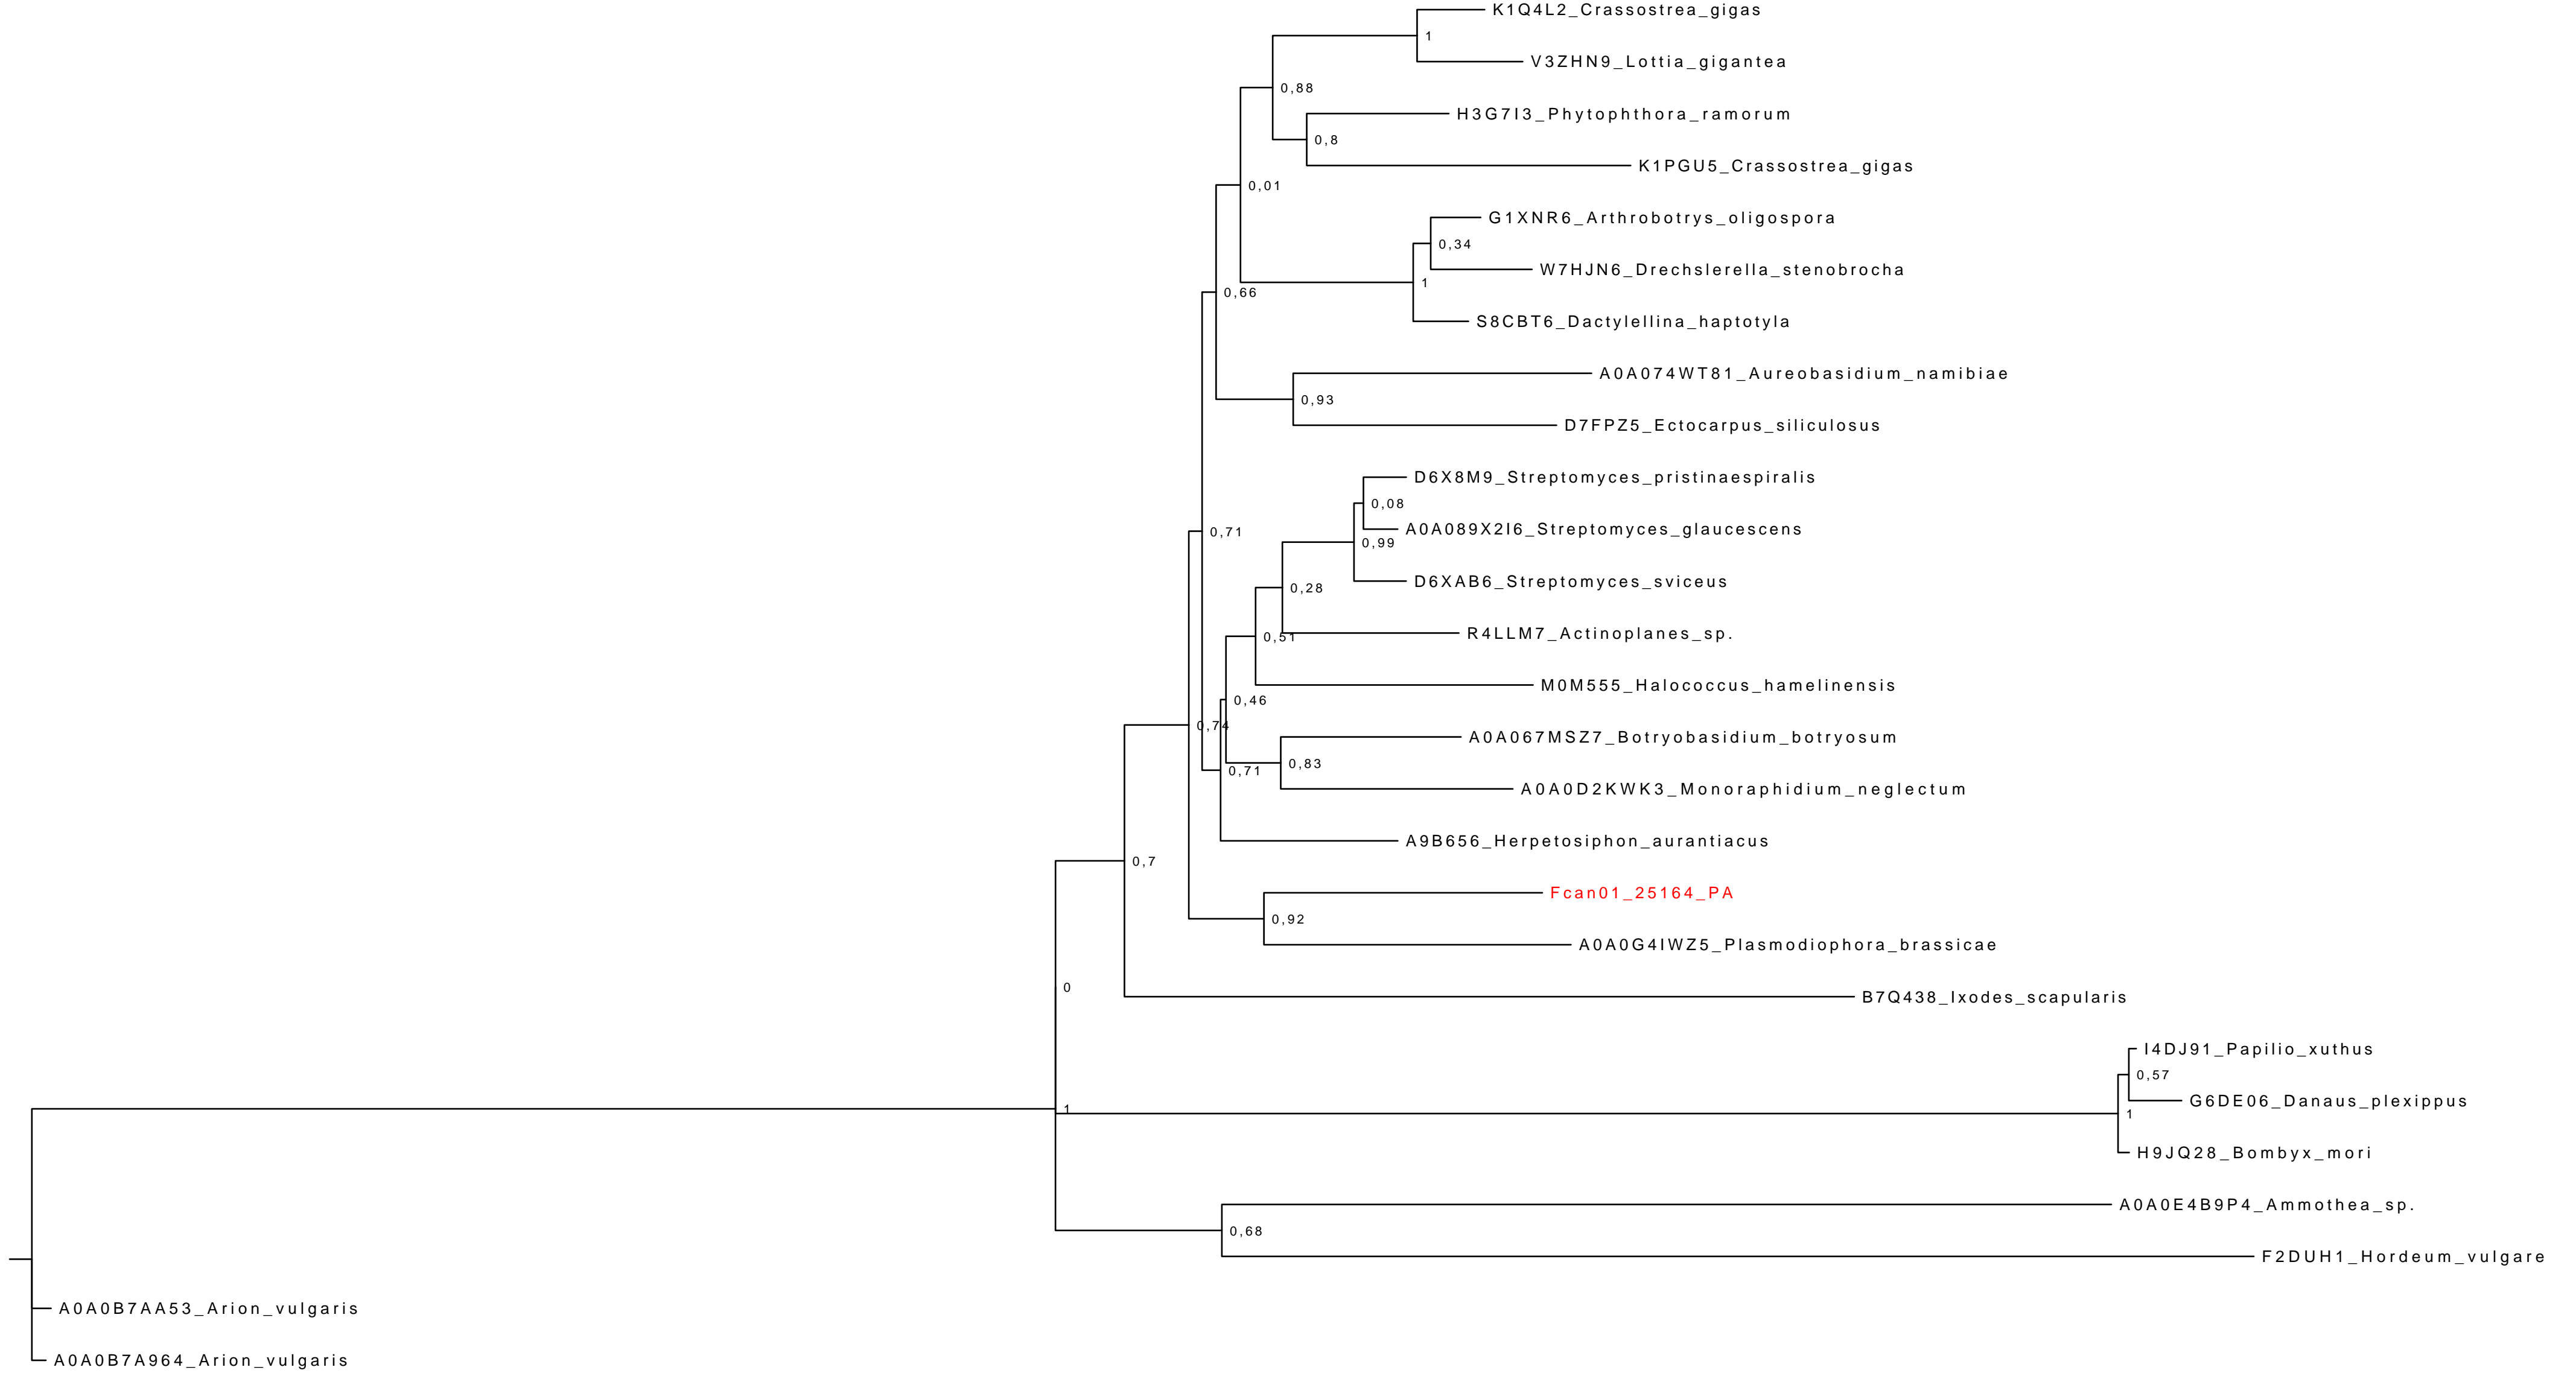 K1Q4L2_Crassostrea_gigas
1
V3ZHN9_Lottia_gigantea
0,88
H3G7I3_Phytophthora_ramorum
0,8
K1PGU5_Crassostrea_gigas
0,01
G1XNR6_Arthrobotrys_oligospora
0,34
W7HJN6_Drechslerella_stenobrocha
1
0,66
S8CBT6_Dactylellina_haptotyla
A0A074WT81_Aureobasidium_namibiae
0,93
D7FPZ5_Ectocarpus_siliculosus
D6X8M9_Streptomyces_pristinaespiralis
0,08
A0A089X2I6_Streptomyces_glaucescens
0,71
0,99
D6XAB6_Streptomyces_sviceus
0,28
R4LLM7_Actinoplanes_sp.
0,51
M0M555_Halococcus_hamelinensis
0,46
0,74
A0A067MSZ7_Botryobasidium_botryosum
0,83
0,71
A0A0D2KWK3_Monoraphidium_neglectum
A9B656_Herpetosiphon_aurantiacus
0,7
Fcan01_25164_PA
0,92
A0A0G4IWZ5_Plasmodiophora_brassicae
0
B7Q438_Ixodes_scapularis
I4DJ91_Papilio_xuthus
0,57
G6DE06_Danaus_plexippus
1
1
H9JQ28_Bombyx_mori
A0A0E4B9P4_Ammothea_sp.
0,68
F2DUH1_Hordeum_vulgare
A0A0B7AA53_Arion_vulgaris
A0A0B7A964_Arion_vulgaris